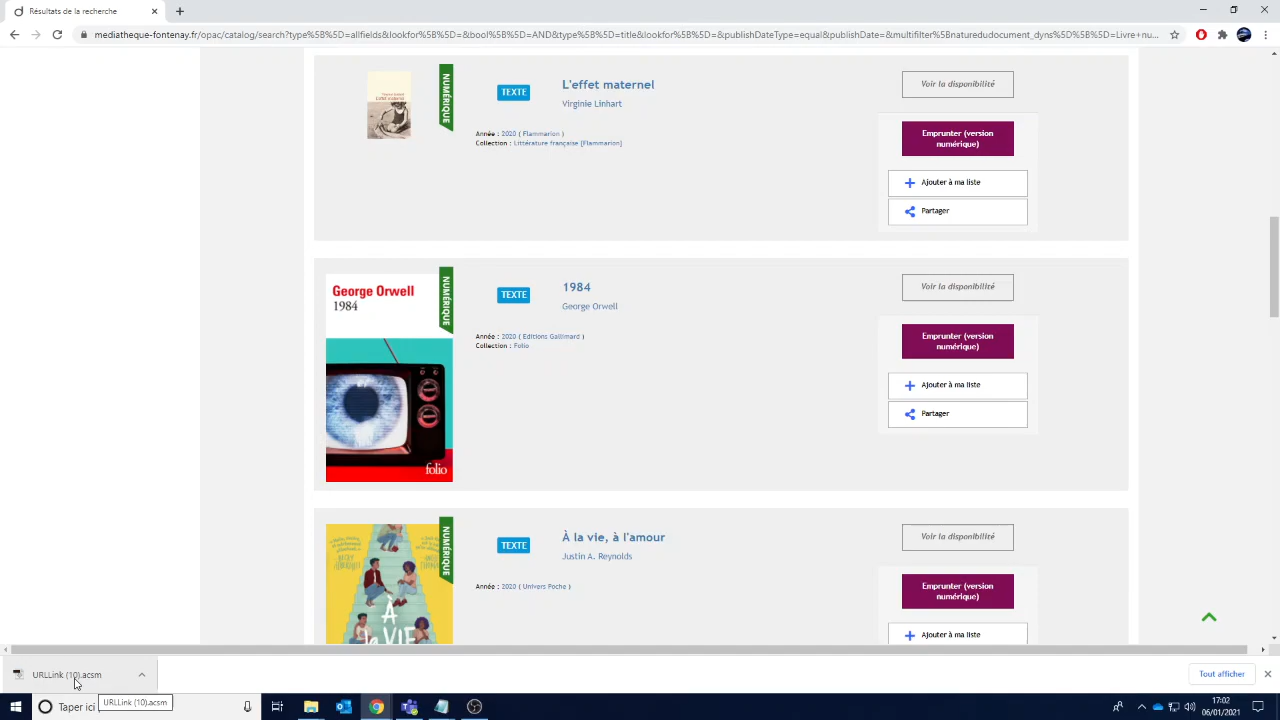 Résultats de la recherche
mediatheque-fontenay.fr/opac/catalog/search?type%5B%5D=allfields&lookfor%5B%5D=&bool%5B%5D=AND&type%5B%5D=title&lookfor%5B%5D=&publishDateType=equal&publishDate=&multifilter%5Bnaturedudocument_dyns%5D%5B%5D=Livre+nu...
NUMÉRIQUE
TEXTE
L'effet maternel
Virginie Linhart
Année : 2020 ( Flammarion )
Collection : Littérature française [Flammarion]
Voir la disponibilité
Emprunter (version
numérique)
Ajouter à ma liste
Partager
George Orwell
1984
folio
NUMÉRIQUE
TEXTE
1984
George Orwell
Année : 2020 ( Editions Gallimard )
Collection : Folio
Voir la disponibilité
Emprunter (version
numérique)
Ajouter à ma liste
Partager
À
la VIE
NUMÉRIQUE
TEXTE
À la vie, à l'amour
Justin A. Reynolds
Année : 2020 ( Univers Poche )
Voir la disponibilité
Emprunter (version
numérique)
Ajouter à ma liste
URLLink (10).acsm
Tout afficher
Taper ici
URLLink (10).acsm
17:02
06/01/2021